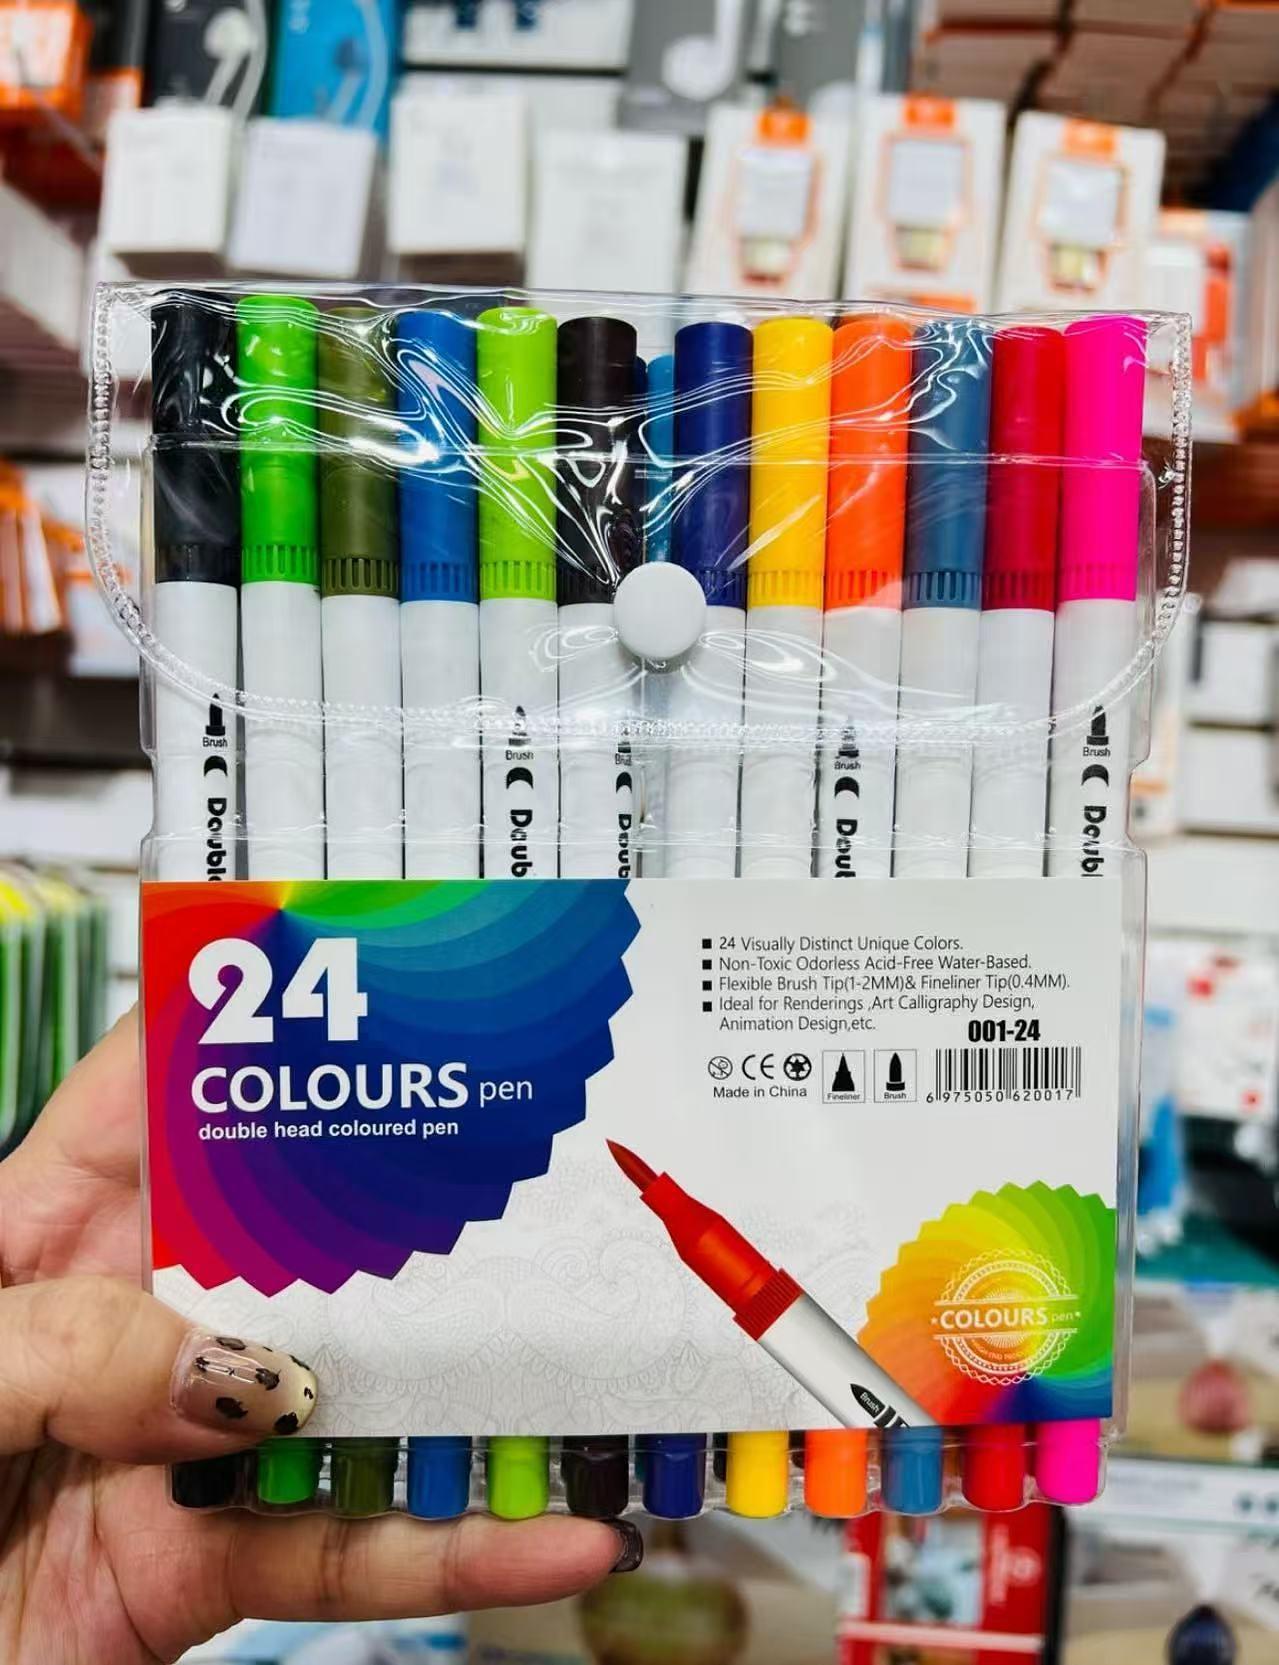 Brush
Doubl
Brush
Doub
Brush
Doub
Brush
Dou
Brush
Doubl
24
COLOURS pen
double head coloured pen
■ 24 Visually Distinct Unique Colors.
■ Non-Toxic Odorless Acid-Free Water-Based.
■ Flexible Brush Tip(1-2MM)& Fineliner Tip(0.4MM).
■ Ideal for Renderings ,Art Calligraphy Design,
Animation Design,etc.
001-24
CE
Made in China
Fineliner
Brush
6 975050 620017
Brush
*COLOURS pen*